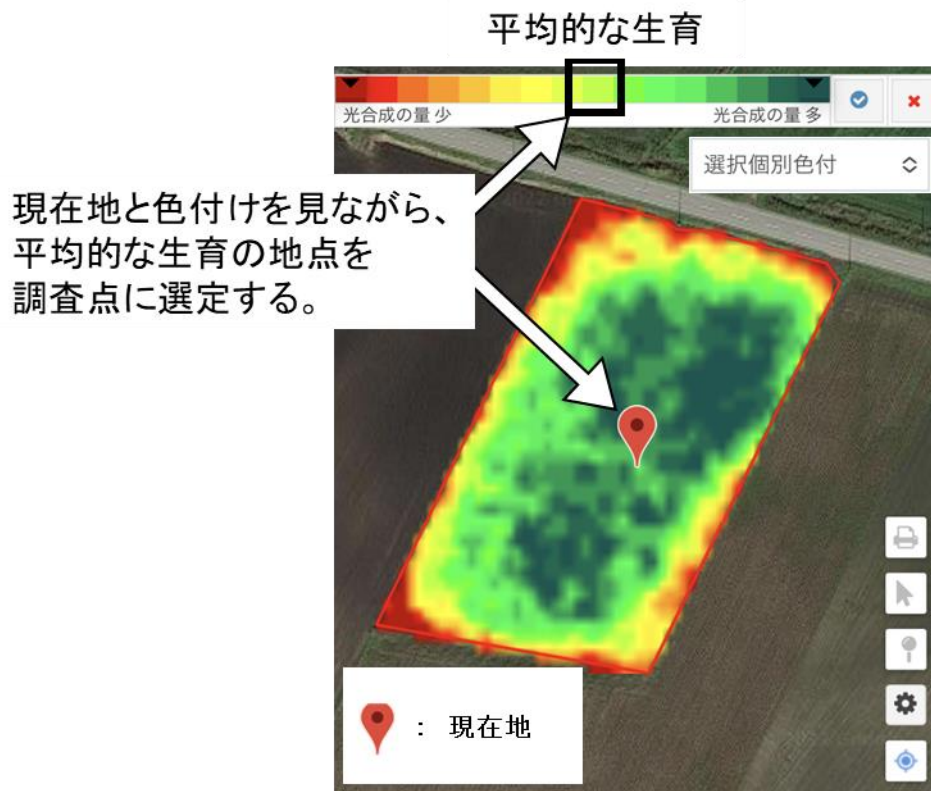 平均的な生育
光合成の量 少
光合成の量 多
選択個別色付
現在地と色付けを見ながら、
平均的な生育の地点を
調査点に選定する。
： 現在地